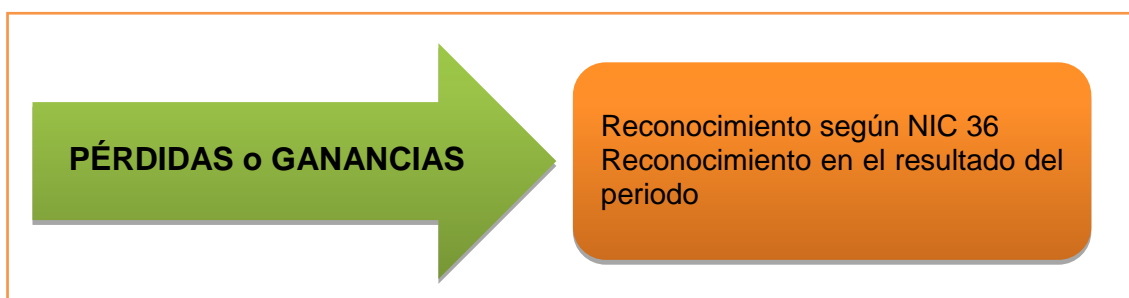 PÉRDIDAS o GANANCIAS
Reconocimiento según NIC 36
Reconocimiento en el resultado del
periodo